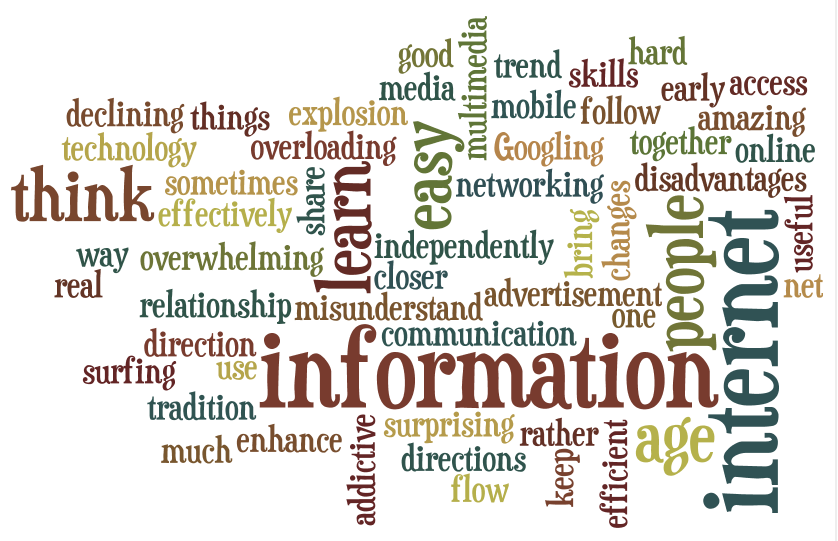 good
multimedia
trend
hard
skills
media
early
access
declining
things
explosion
mobile
follow
amazing
technology
overloading
easy
Googling
together
online
think
sometimes
share
learn
networking
disadvantages
effectively
changes
people
useful
way
overwhelming
independently
bring
internet
real
closer
net
relationship
misunderstand
advertisement
one
direction
communication
surfing
use
information
tradition
much
enhance
addictive
surprising
rather
age
directions
keep
efficient
flow